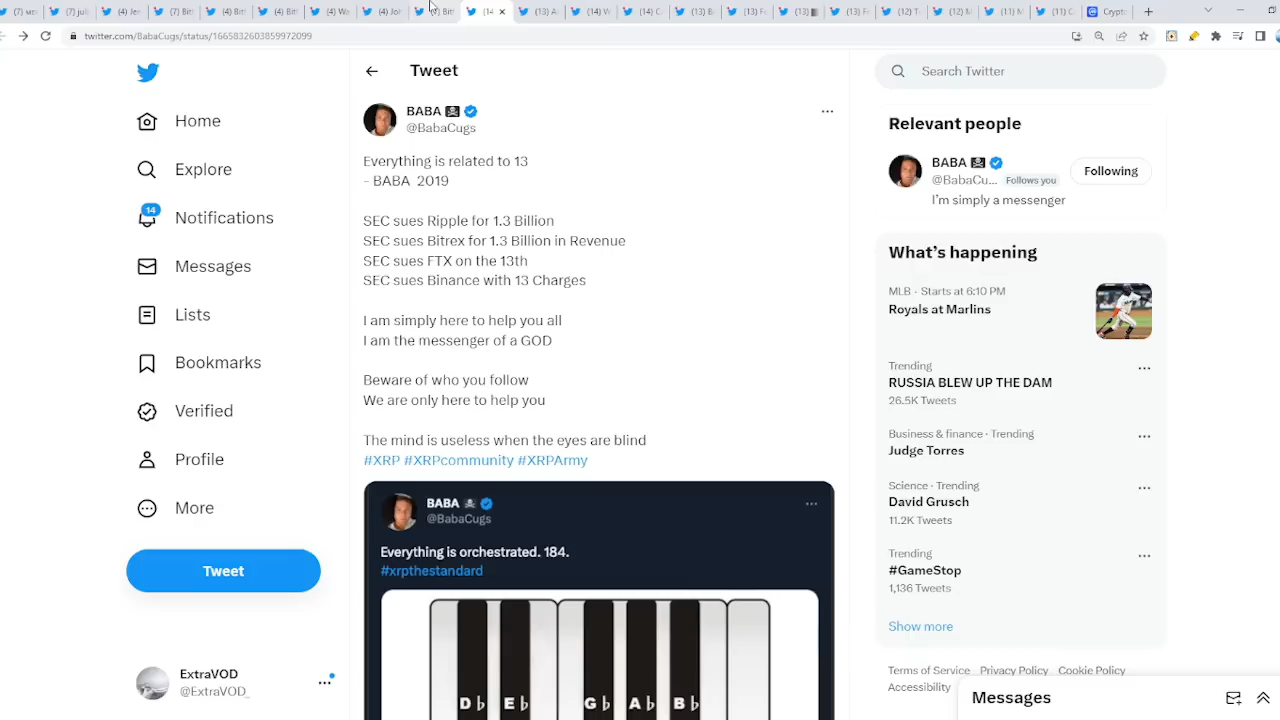 twitter.com/BabaCugs/status/1665832603859972099
Home
Explore
14
Notifications
Messages
Lists
Bookmarks
Verified
Profile
More
Tweet
ExtraVOD
@ExtraVOD_
Tweet
BABA
@BabaCugs
Everything is related to 13
- BABA 2019
SEC sues Ripple for 1.3 Billion
SEC sues Bitrex for 1.3 Billion in Revenue
SEC sues FTX on the 13th
SEC sues Binance with 13 Charges
I am simply here to help you all
I am the messenger of a GOD
Beware of who you follow
We are only here to help you
The mind is useless when the eyes are blind
#XRP #XRPcommunity #XRPArmy
BABA
@BabaCugs
Everything is orchestrated. 184.
#xrpthestandard
D♭ E♭ G♭ A♭ B♭
Search Twitter
Relevant people
BABA
@BabaCu... Follows you
Following
I'm simply a messenger
What's happening
MLB · Starts at 6:10 PM
Royals at Marlins
Trending
RUSSIA BLEW UP THE DAM
26.5K Tweets
Business & finance · Trending
Judge Torres
Science · Trending
David Grusch
11.2K Tweets
Trending
#GameStop
1,136 Tweets
Show more
Terms of Service Privacy Policy Cookie Policy
Accessibility
Messages